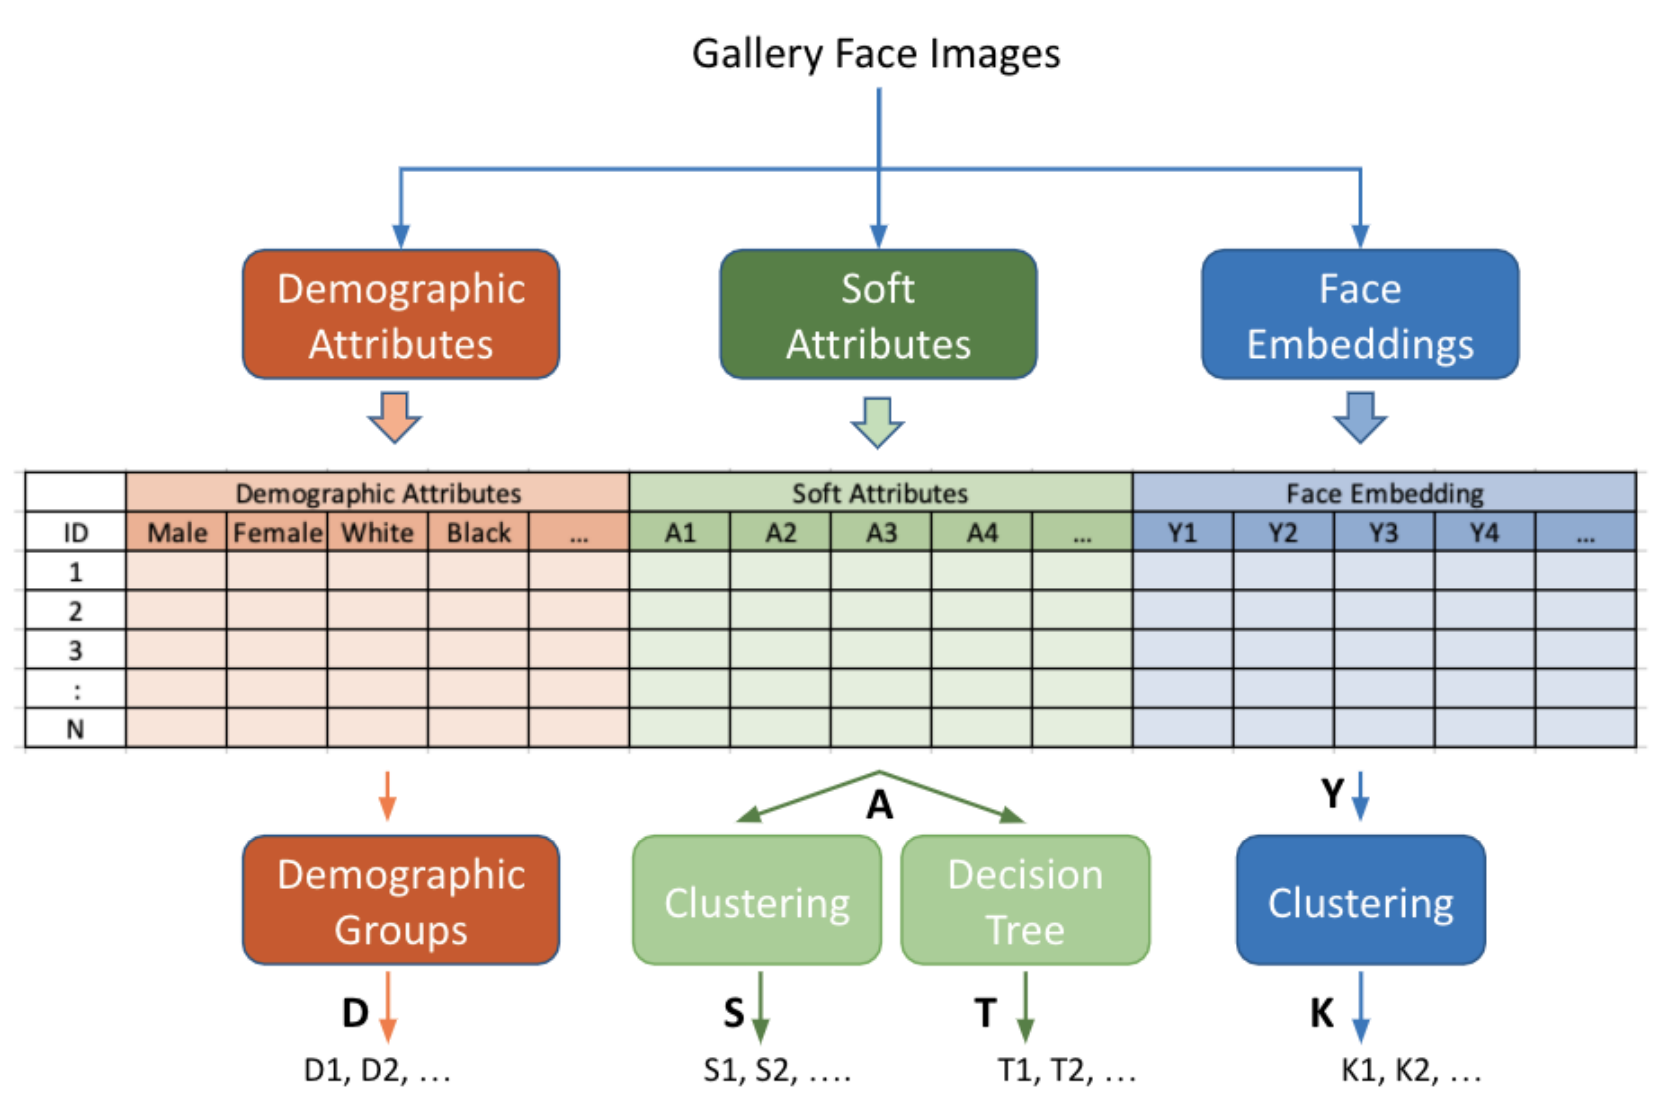 Gallery Face Images
Demographic
Attributes
Soft
Attributes
Face
Embeddings
Demographic Attributes Soft Attributes Face Embedding
ID Male Female White Black ... A1 A2 A3 A4 ... Y1 Y2 Y3 Y4 ...
1
2
3
:
N
A
Y
Demographic
Groups
Clustering
Decision
Tree
Clustering
D S T K
D1, D2, ... S1, S2, .... T1, T2, ... K1, K2, ...